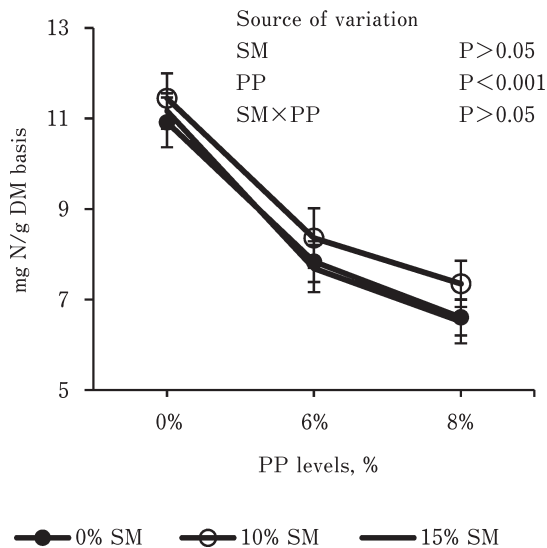 Source of variation
SM P>0.05
PP P<0.001
SM×PP P>0.05
13
11
9
7
5
mg N/g DM basis
0% 6% 8%
PP levels, %
0% SM 10% SM 15% SM